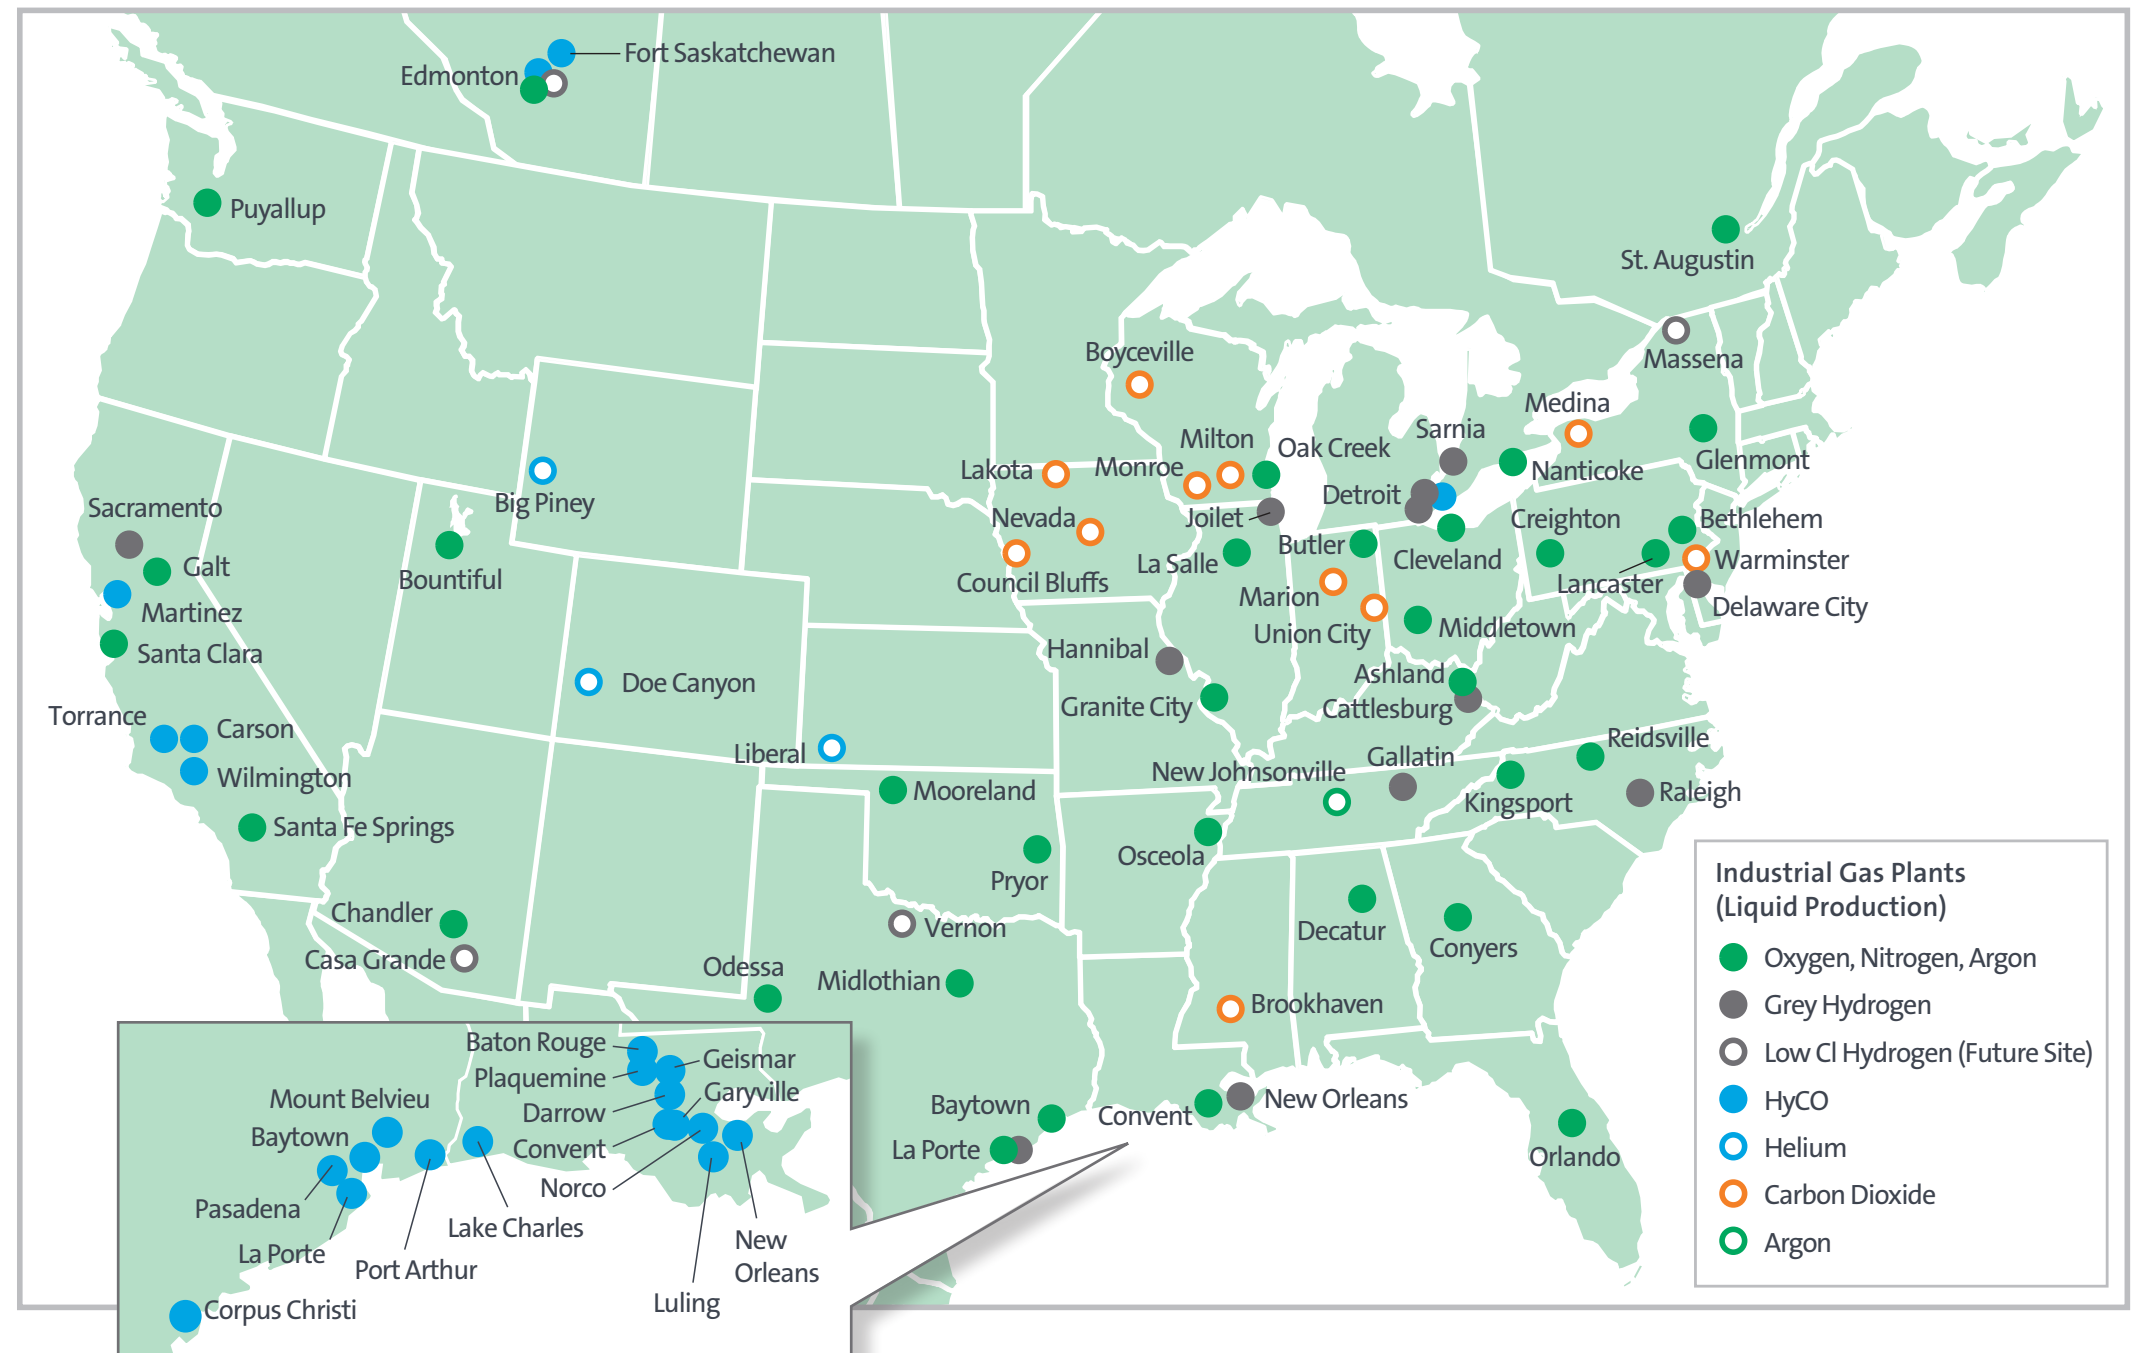 Fort Saskatchewan
Edmonton
Puyallup
St. Augustin
Massena
Boyceville
Medina
Milton
Oak Creek
Sarnia
Lakota
Monroe
Nanticoke
Glenmont
Big Piney
Detroit
Sacramento
Nevada
Joilet
Creighton
Bethlehem
Butler
Cleveland
Warminster
Galt
Bountiful
La Salle
Council Bluffs
Lancaster
Marion
Delaware City
Martinez
Union City
Middletown
Santa Clara
Hannibal
Doe Canyon
Ashland
Granite City
Cattlesburg
Torrance
Carson
Reidsville
Liberal
Gallatin
Wilmington
New Johnsonville
Mooreland
Kingsport
Raleigh
Santa Fe Springs
Osceola
Pryor
Chandler
Vernon
Decatur
Conyers
Casa Grande
Odessa
Midlothian
Brookhaven
Baytown
Convent
New Orleans
La Porte
Orlando
Baton Rouge
Geismar
Plaquemine
Garyville
Mount Belvieu
Darrow
Baytown
Convent
Norco
Pasadena
Lake Charles
La Porte
New
Orleans
Port Arthur
Luling
Corpus Christi
Industrial Gas Plants
(Liquid Production)
Oxygen, Nitrogen, Argon
Grey Hydrogen
Low Cl Hydrogen (Future Site)
HyCO
Helium
Carbon Dioxide
Argon